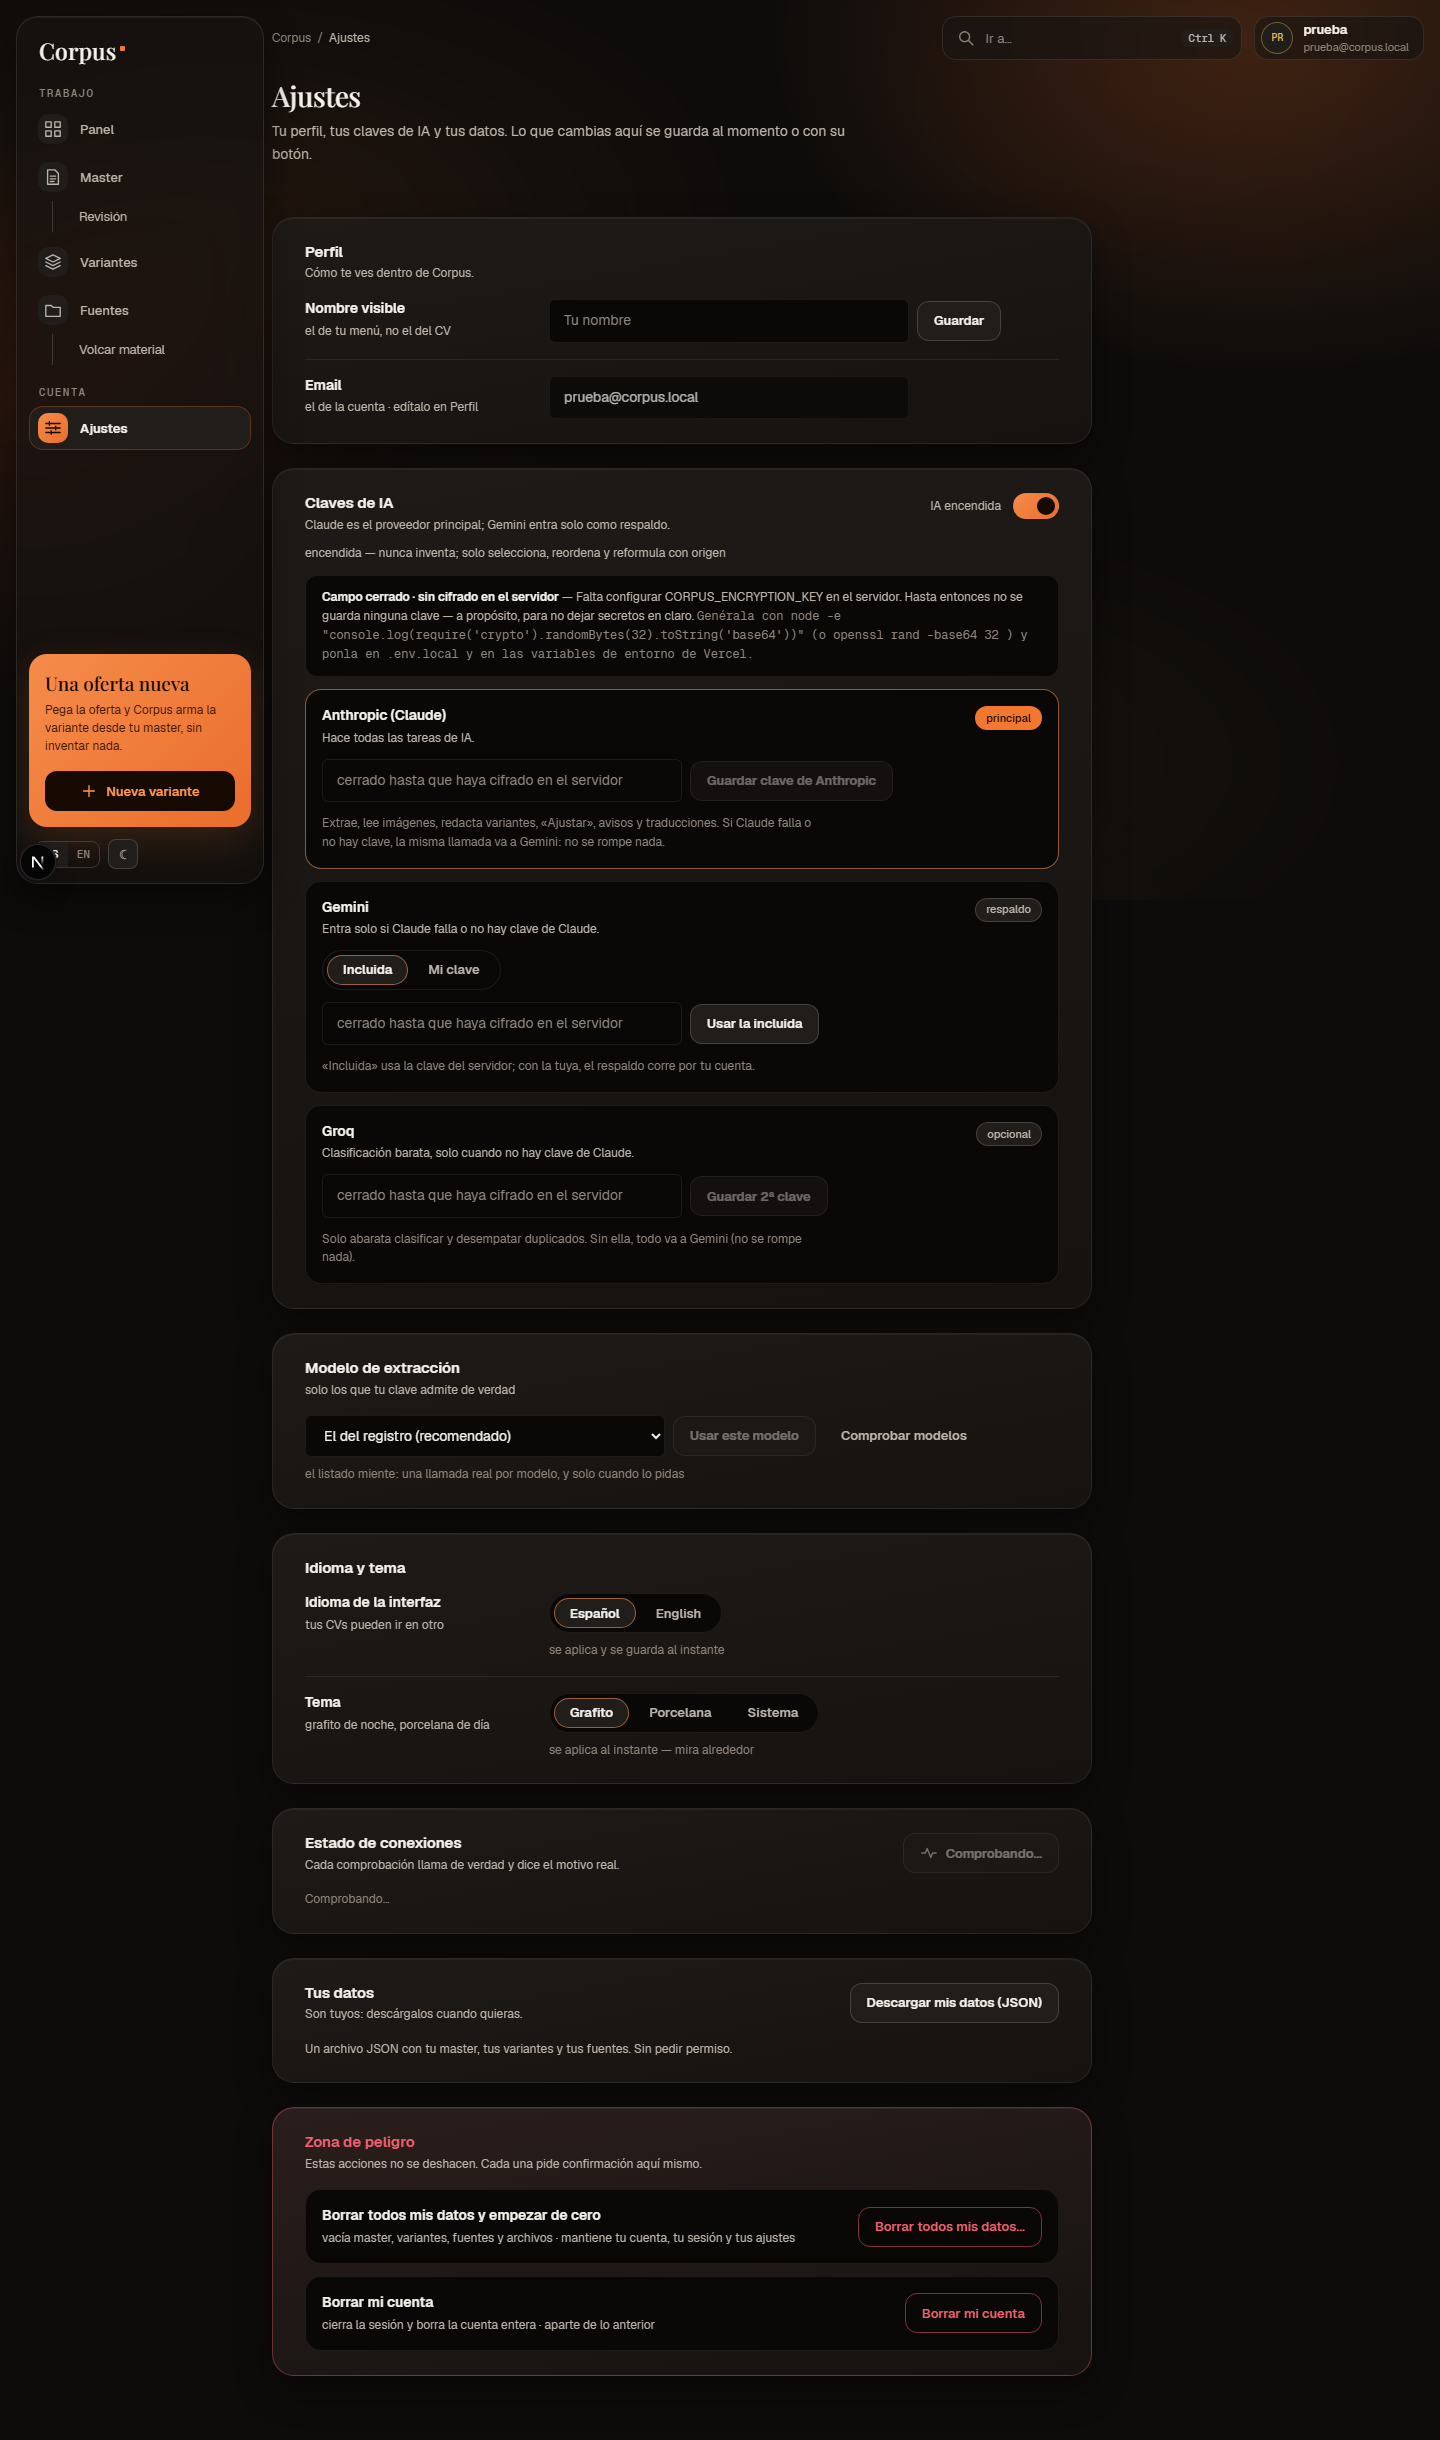 Corpus
TRABAJO
Panel
Master
Revisión
Variantes
Fuentes
Volcar material
CUENTA
Ajustes
Una oferta nueva
Pega la oferta y Corpus arma la
variante desde tu master, sin
inventar nada.
+ Nueva variante
EN
Corpus / Ajustes
Ir a...
Ctrl K
PR
prueba
prueba@corpus.local
Ajustes
Tu perfil, tus claves de IA y tus datos. Lo que cambias aquí se guarda al momento o con su
botón.
Perfil
Cómo te ves dentro de Corpus.
Nombre visible
el de tu menú, no el del CV
Tu nombre
Guardar
Email
el de la cuenta · edítalo en Perfil
prueba@corpus.local
Claves de IA
Claude es el proveedor principal; Gemini entra solo como respaldo.
IA encendida
encendida — nunca inventa; solo selecciona, reordena y reformula con origen
Campo cerrado · sin cifrado en el servidor — Falta configurar CORPUS_ENCRYPTION_KEY en el servidor. Hasta entonces no se
guarda ninguna clave — a propósito, para no dejar secretos en claro. Genérala con node -e
"console.log(require('crypto').randomBytes(32).toString('base64'))" (o openssl rand -base64 32 ) y
ponla en .env.local y en las variables de entorno de Vercel.
Anthropic (Claude)
Hace todas las tareas de IA.
principal
cerrado hasta que haya cifrado en el servidor
Guardar clave de Anthropic
Extrae, lee imágenes, redacta variantes, «Ajustar», avisos y traducciones. Si Claude falla o
no hay clave, la misma llamada va a Gemini: no se rompe nada.
Gemini
Entra solo si Claude falla o no hay clave de Claude.
respaldo
Incluida
Mi clave
cerrado hasta que haya cifrado en el servidor
Usar la incluida
«Incluida» usa la clave del servidor; con la tuya, el respaldo corre por tu cuenta.
Groq
Clasificación barata, solo cuando no hay clave de Claude.
opcional
cerrado hasta que haya cifrado en el servidor
Guardar 2ª clave
Solo abarata clasificar y desempatar duplicados. Sin ella, todo va a Gemini (no se rompe
nada).
Modelo de extracción
solo los que tu clave admite de verdad
El del registro (recomendado)
Usar este modelo
Comprobar modelos
el listado miente: una llamada real por modelo, y solo cuando lo pidas
Idioma y tema
Idioma de la interfaz
tus CVs pueden ir en otro
Español
English
se aplica y se guarda al instante
Tema
grafito de noche, porcelana de día
Grafito
Porcelana
Sistema
se aplica al instante — mira alrededor
Estado de conexiones
Cada comprobación llama de verdad y dice el motivo real.
Comprobando...
Comprobando...
Tus datos
Son tuyos: descárgalos cuando quieras.
Descargar mis datos (JSON)
Un archivo JSON con tu master, tus variantes y tus fuentes. Sin pedir permiso.
Zona de peligro
Estas acciones no se deshacen. Cada una pide confirmación aquí mismo.
Borrar todos mis datos y empezar de cero
vacía master, variantes, fuentes y archivos · mantiene tu cuenta, tu sesión y tus ajustes
Borrar todos mis datos...
Borrar mi cuenta
cierra la sesión y borra la cuenta entera · aparte de lo anterior
Borrar mi cuenta